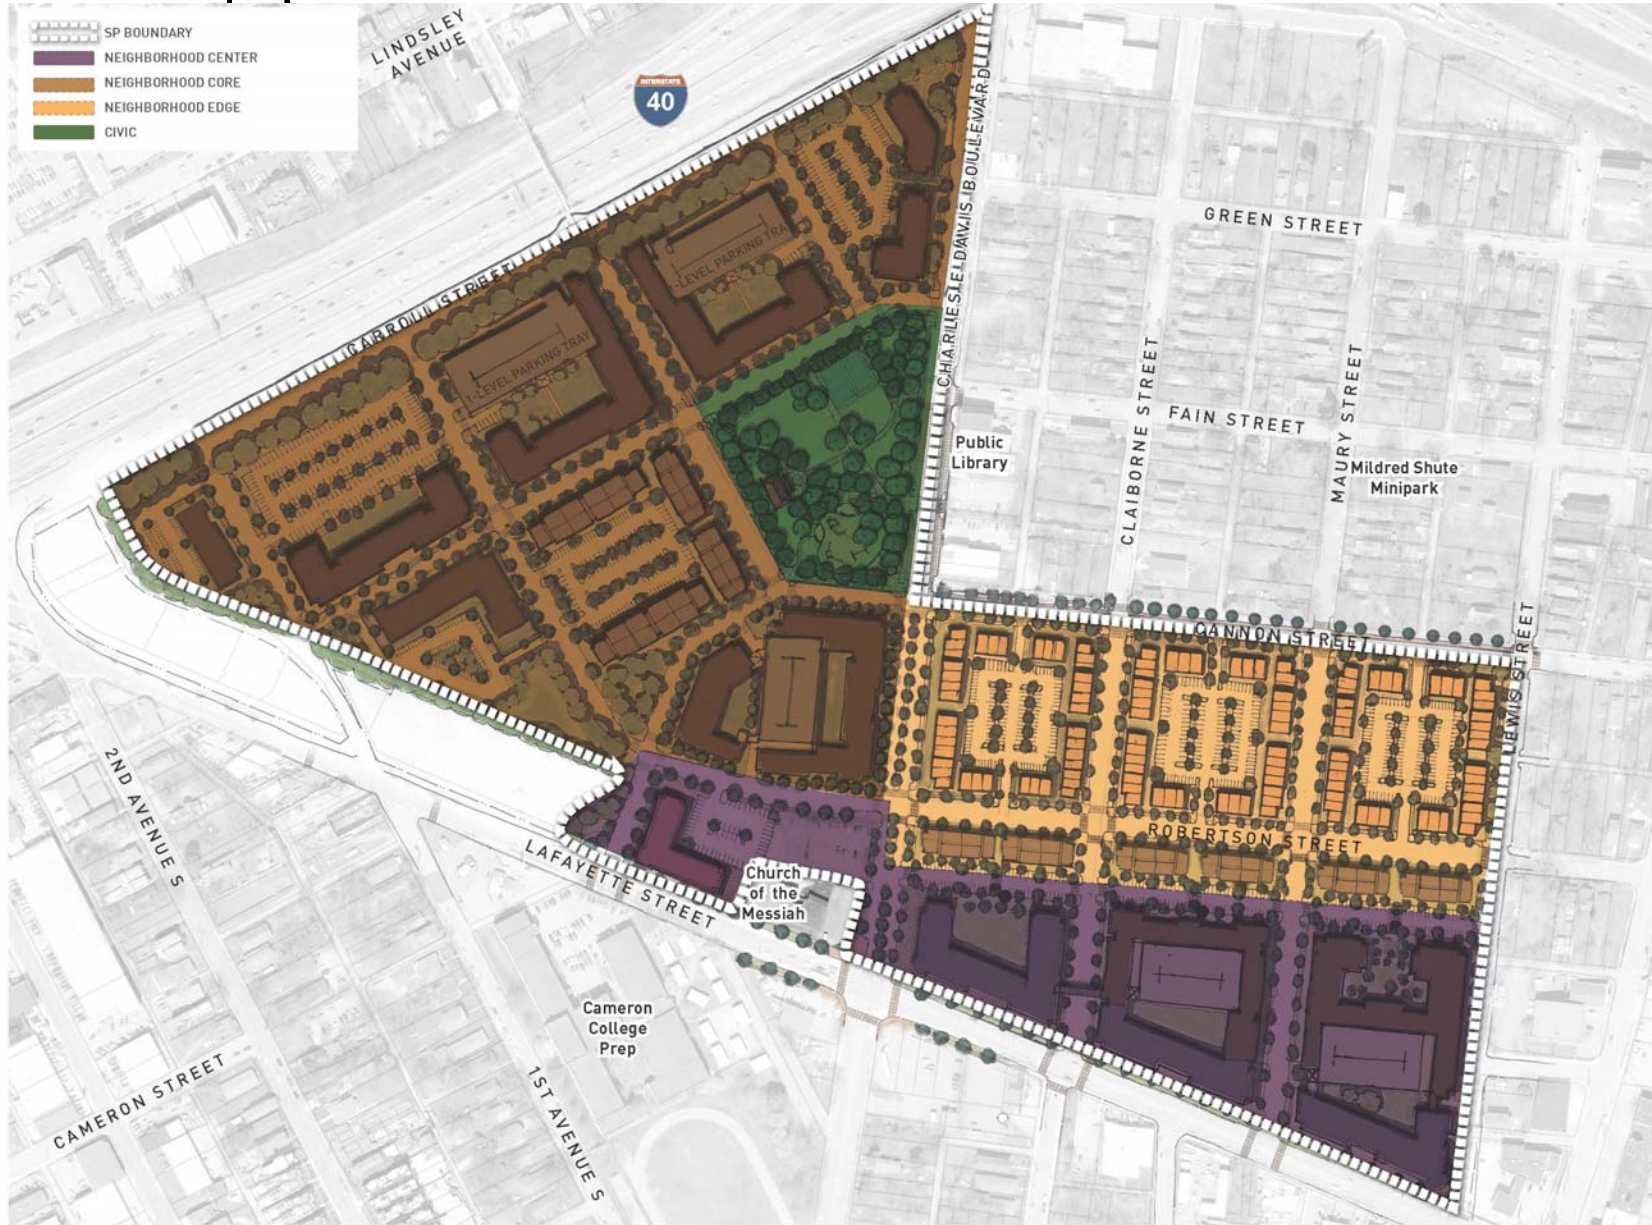 SP BOUNDARY
NEIGHBORHOOD CENTER
NEIGHBORHOOD CORE
NEIGHBORHOOD EDGE
CIVIC
LINDSLEY
AVENUE
INTERSTATE
40
CARROLL STREET
CHARLES E DAVIS BOULEVARD
GREEN STREET
-LEVEL PARKING TRAY
1-LEVEL PARKING TRAY
CLAIBORNE STREET
FAIN STREET
MAURY STREET
Public
Library
Mildred Shute
Minipark
CANNON STREET
LEWIS STREET
2ND AVENUE S
ROBERTSON STREET
LAFAYETTE STREET
Church
of the
Messiah
Cameron
College
Prep
CAMERON STREET
1ST AVENUE S